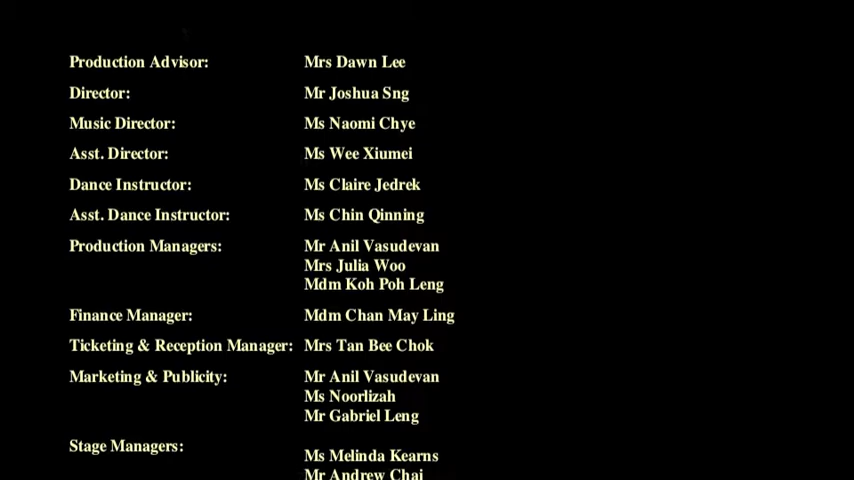 Production Advisor: Mrs Dawn Lee
Director: Mr Joshua Sng
Music Director: Ms Naomi Chye
Asst. Director: Ms Wee Xiumei
Dance Instructor: Ms Claire Jedrek
Asst. Dance Instructor: Ms Chin Qinning
Production Managers: Mr Anil Vasudevan
Mrs Julia Woo
Mdm Koh Poh Leng
Finance Manager: Mdm Chan May Ling
Ticketing & Reception Manager: Mrs Tan Bee Chok
Marketing & Publicity: Mr Anil Vasudevan
Ms Noorlizah
Mr Gabriel Leng
Stage Managers:
Ms Melinda Kearns
Mr Andrew Chai